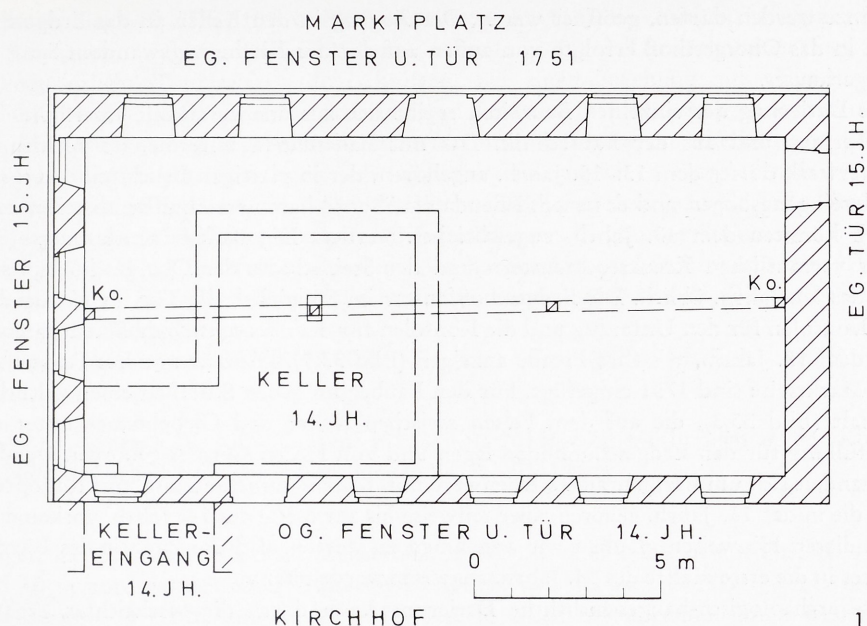 MARKTPLATZ
EG. FENSTER U. TÜR 1751
EG. FENSTER 15.JH.
EG. TÜR 15.JH.
Ko.
Ko.
KELLER
14. JH.
KELLER-
EINGANG
14. JH.
OG. FENSTER U. TÜR 14. JH.
0 5 m
KIRCHHOF
1